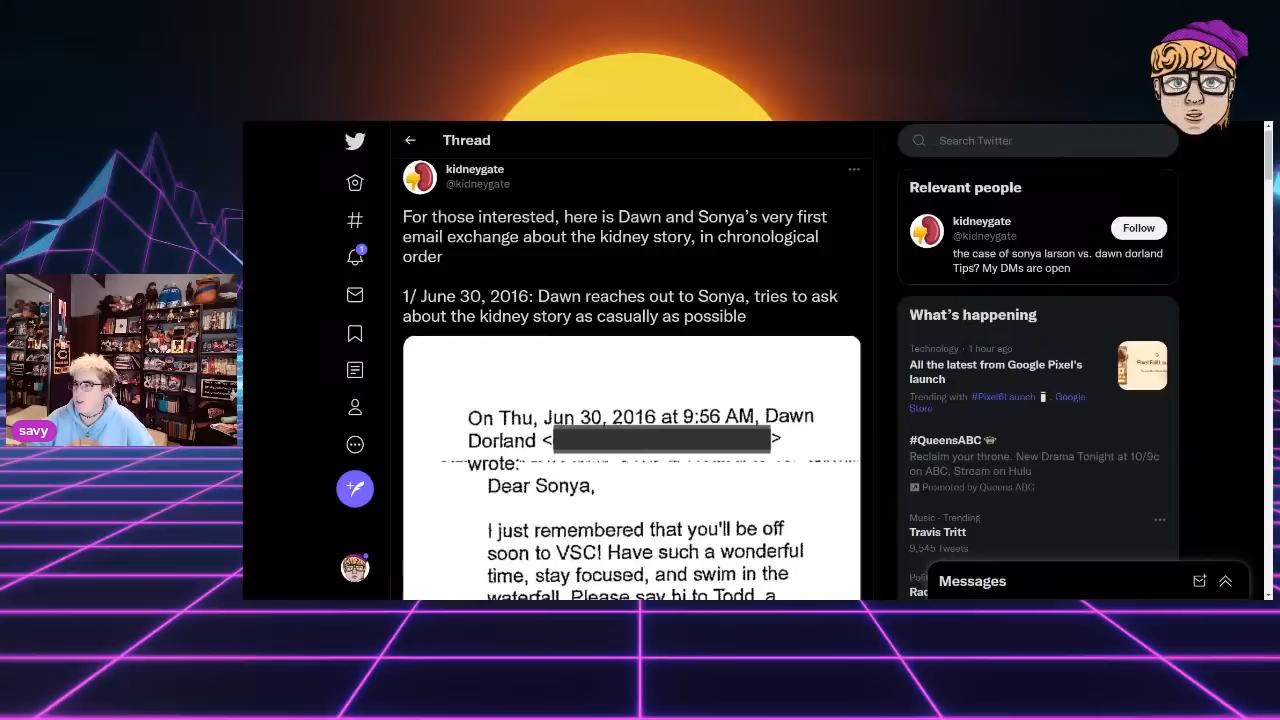 Thread
kidneygate
@kidneygate
For those interested, here is Dawn and Sonya's very first
email exchange about the kidney story, in chronological
order
1/ June 30, 2016: Dawn reaches out to Sonya, tries to ask
about the kidney story as casually as possible
On Thu, Jun 30, 2016 at 9:56 AM, Dawn
Dorland < >
wrote:
Dear Sonya,
I just remembered that you'll be off
soon to VSC! Have such a wonderful
time, stay focused, and swim in the
waterfall. Please say hi to Todd, a
Search Twitter
Relevant people
kidneygate
@kidneygate
Follow
the case of sonya larson vs. dawn dorland
Tips? My DMs are open
What's happening
Technology · 1 hour ago
All the latest from Google Pixel's
launch
Trending with #Pixel6Launch , Google
Store
#QueensABC
Reclaim your throne. New Drama Tonight at 10/9c
on ABC, Stream on Hulu
Promoted by Queens ABC
Music · Trending
Travis Tritt
9,545 Tweets
Messages
savy